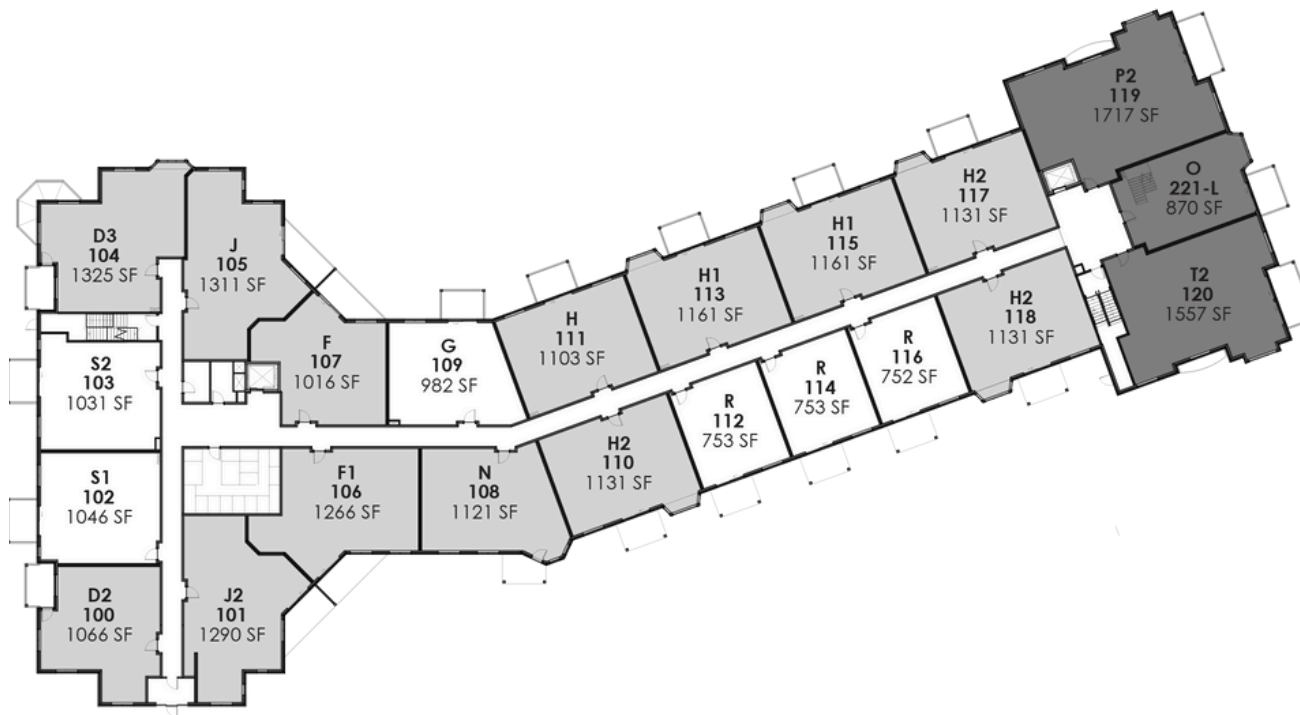 P2
119
1717 SF
O
221-L
870 SF
T2
120
1557 SF
H2
117
1131 SF
H1
115
1161 SF
H1
113
1161 SF
H
111
1103 SF
H2
118
1131 SF
R
116
752 SF
R
114
753 SF
R
112
753 SF
H2
110
1131 SF
D3
104
1325 SF
J
105
1311 SF
F
107
1016 SF
G
109
982 SF
S2
103
1031 SF
S1
102
1046 SF
F1
106
1266 SF
N
108
1121 SF
D2
100
1066 SF
J2
101
1290 SF